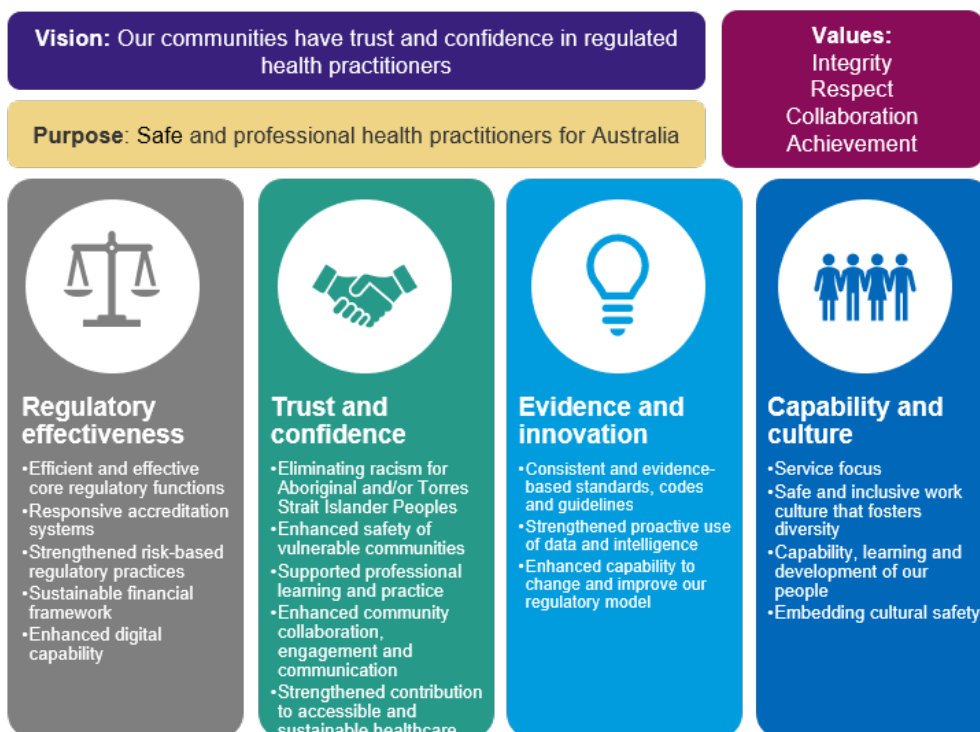 Vision: Our communities have trust and confidence in regulated
health practitioners
Purpose: Safe and professional health practitioners for Australia
Values:
Integrity
Respect
Collaboration
Achievement
Regulatory
effectiveness
•Efficient and effective
core regulatory functions
•Responsive accreditation
systems
•Strengthened risk-based
regulatory practices
•Sustainable financial
framework
•Enhanced digital
capability
Trust and
confidence
•Eliminating racism for
Aboriginal and/or Torres
Strait Islander Peoples
•Enhanced safety of
vulnerable communities
•Supported professional
learning and practice
•Enhanced community
collaboration,
engagement and
communication
•Strengthened contribution
to accessible and
sustainable healthcare
Evidence and
innovation
•Consistent and evidence-
based standards, codes
and guidelines
•Strengthened proactive use
of data and intelligence
•Enhanced capability to
change and improve our
regulatory model
Capability and
culture
•Service focus
•Safe and inclusive work
culture that fosters
diversity
•Capability, learning and
development of our
people
•Embedding cultural safety